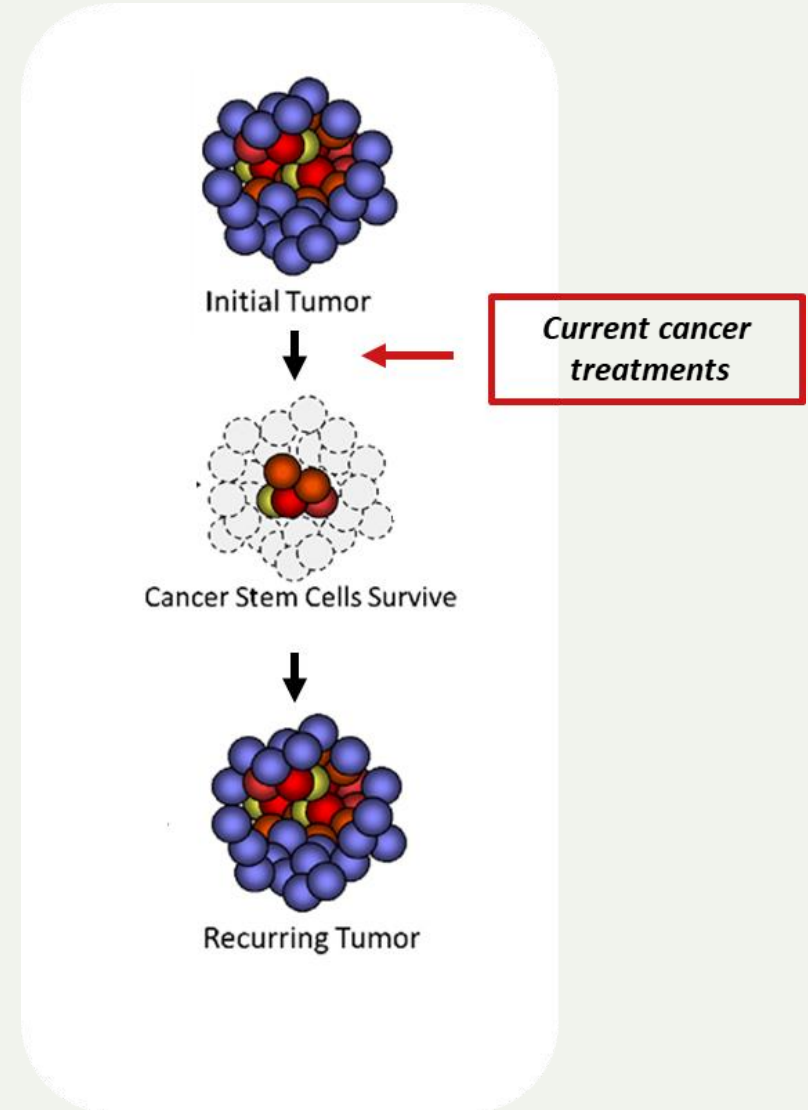 Initial Tumor
Current cancer
treatments
Cancer Stem Cells Survive
Recurring Tumor